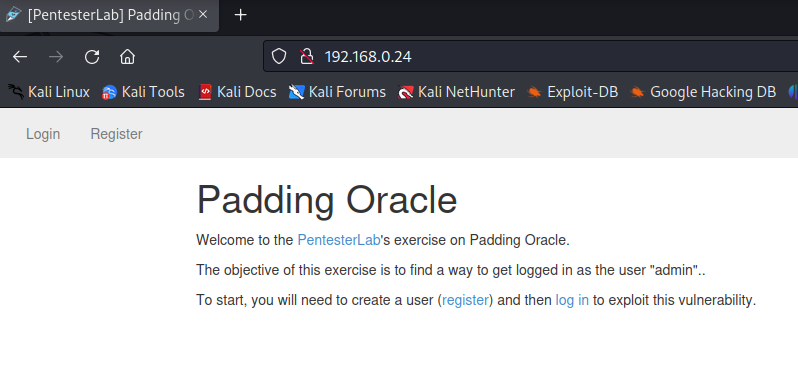 [PentesterLab] Padding O
192.168.0.24
Kali Linux Kali Tools Kali Docs Kali Forums Kali NetHunter Exploit-DB Google Hacking DB
Login Register
Padding Oracle
Welcome to the PentesterLab's exercise on Padding Oracle.
The objective of this exercise is to find a way to get logged in as the user "admin"..
To start, you will need to create a user (register) and then log in to exploit this vulnerability.